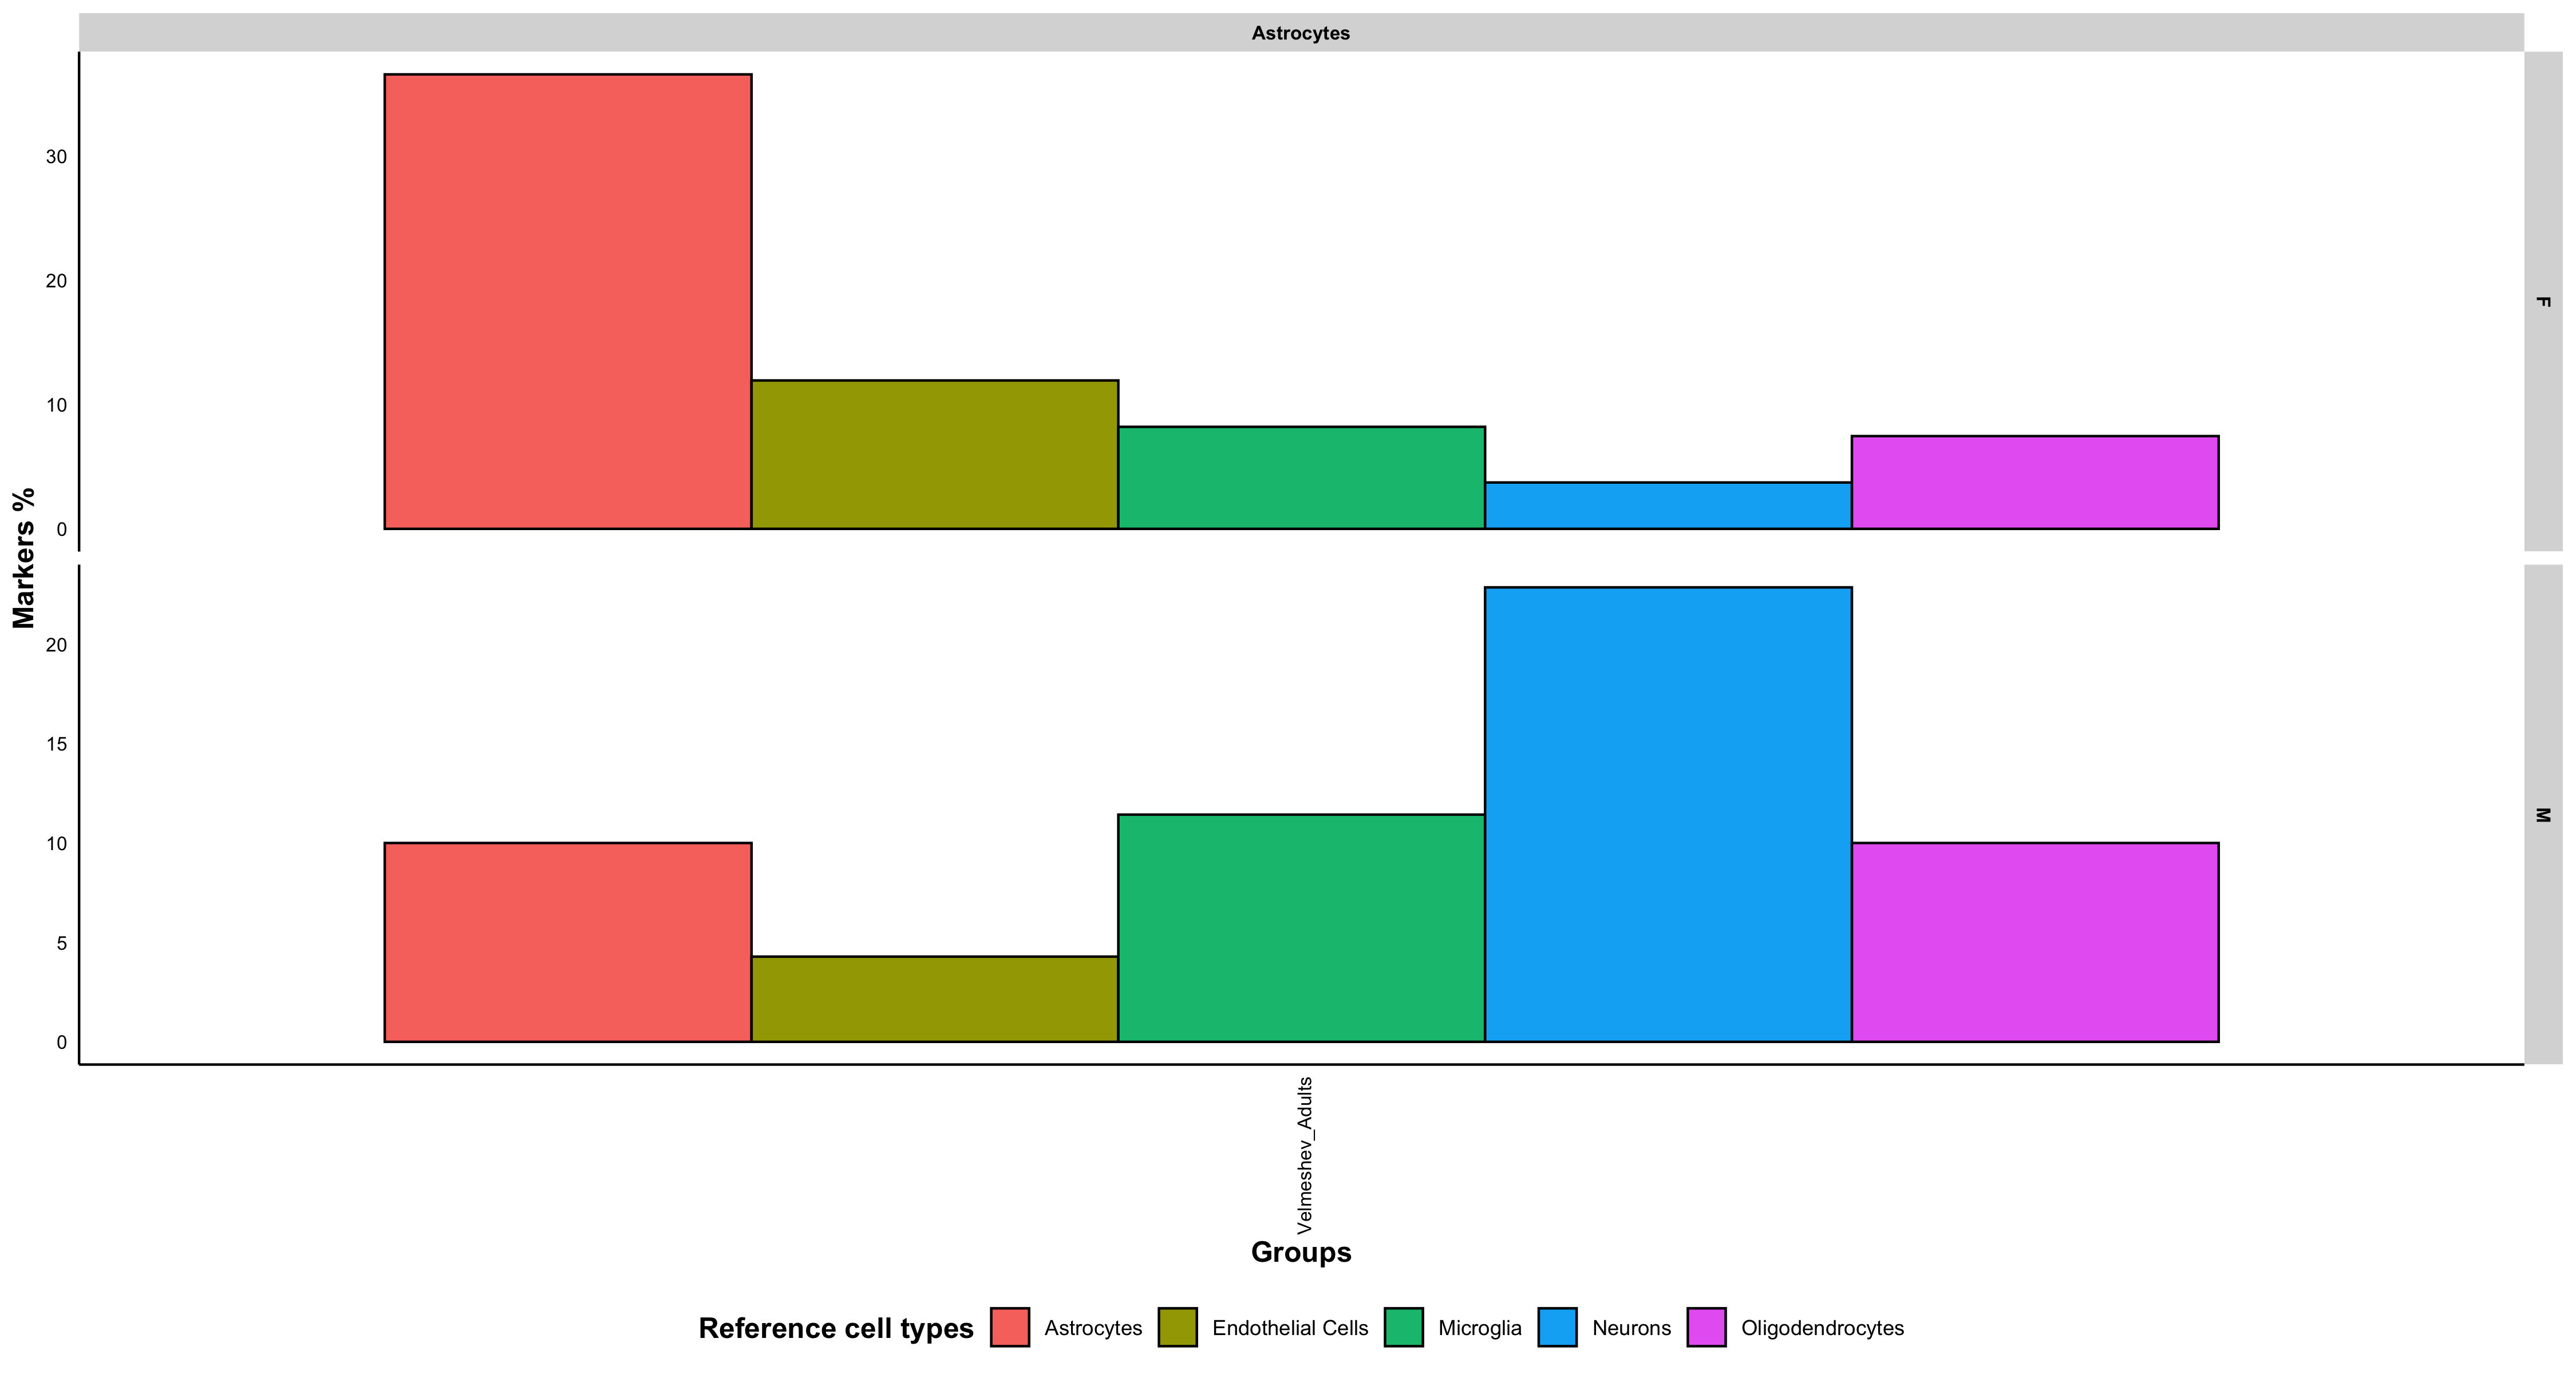 Astrocytes
F
30
20
10
0
Markers %
M
20
15
10
5
0
Velmeshev_Adults
Groups
Reference cell types Astrocytes Endothelial Cells Microglia Neurons Oligodendrocytes